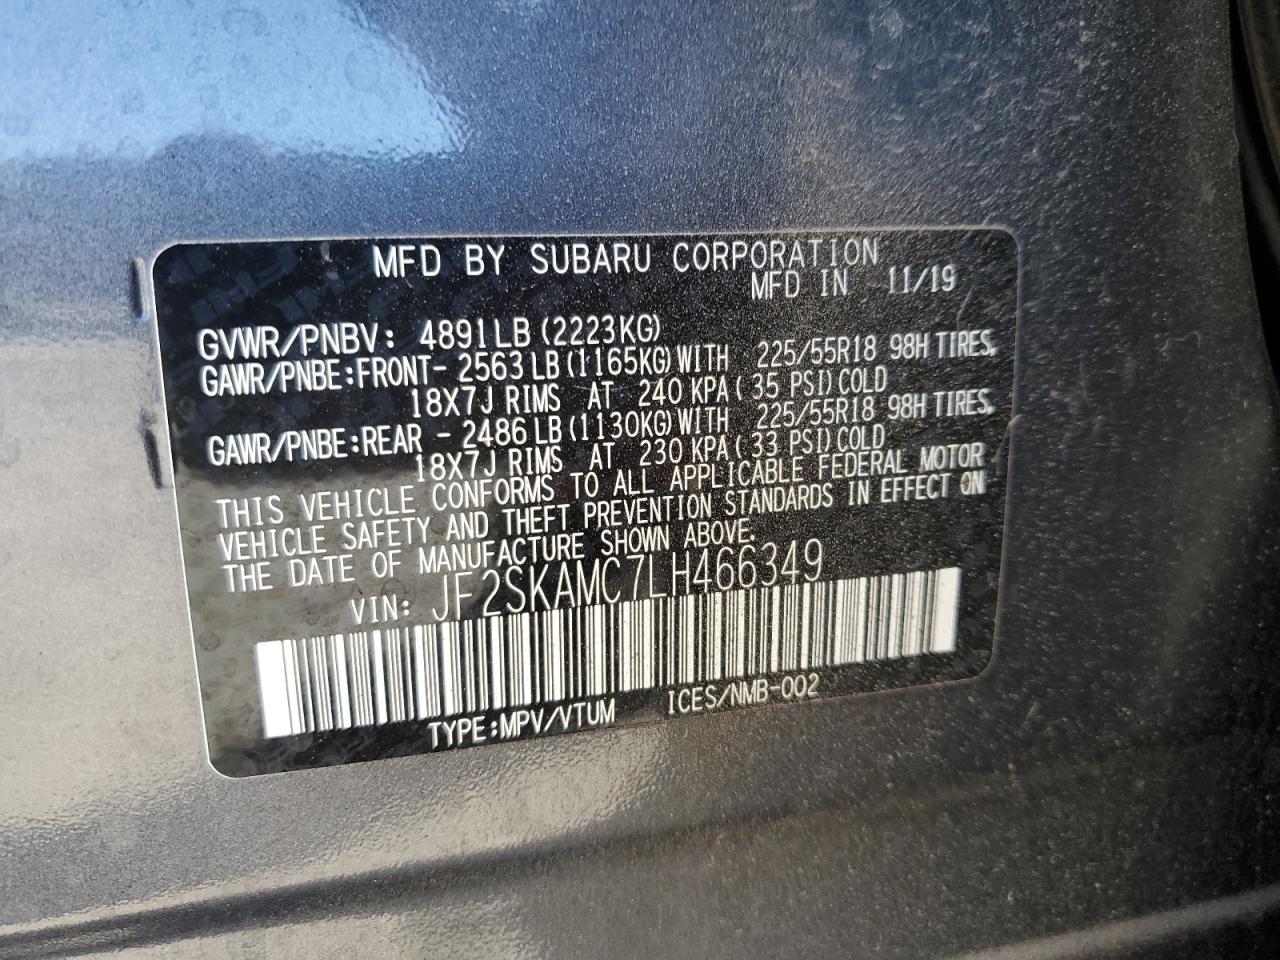 MFD BY SUBARU CORPORATION
MFD IN 11/19
GVWR/PNBV: 4891LB (2223KG)
GAWR/PNBE:FRONT- 2563LB (1165KG) WITH 225/55R18 98H TIRES,
18X7J RIMS AT 240 KPA ( 35 PSI) COLD
GAWR/PNBE:REAR - 2486LB (1130KG) WITH 225/55R18 98H TIRES,
18X7J RIMS AT 230 KPA ( 33 PSI) COLD
THIS VEHICLE CONFORMS TO ALL APPLICABLE FEDERAL MOTOR
VEHICLE SAFETY AND THEFT PREVENTION STANDARDS IN EFFECT ON
THE DATE OF MANUFACTURE SHOWN ABOVE.
VIN: JF2SKAMC7LH466349
TYPE:MPV/VTUM ICES/NMB-002